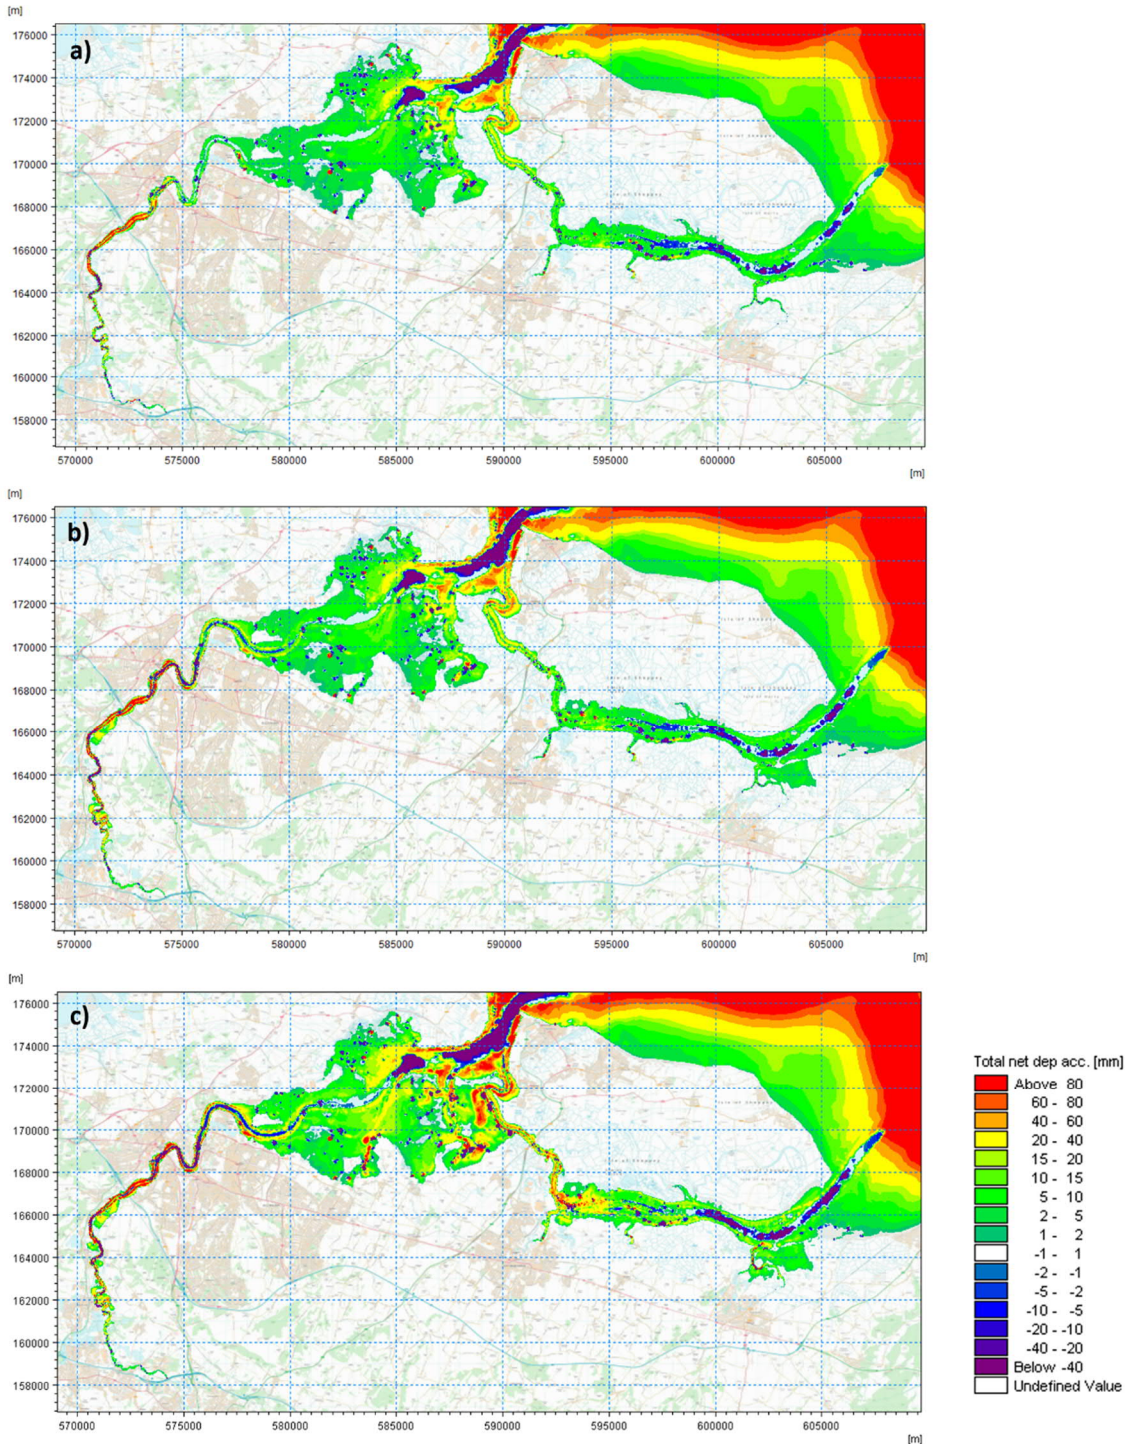 [m]
a)
176000
174000
172000
170000
168000
166000
164000
162000
160000
158000
570000 575000 580000 585000 590000 595000 600000 605000
[m]
[m]
b)
176000
174000
172000
170000
168000
166000
164000
162000
160000
158000
570000 575000 580000 585000 590000 595000 600000 605000
[m]
[m]
c)
176000
174000
172000
170000
168000
166000
164000
162000
160000
158000
570000 575000 580000 585000 590000 595000 600000 605000
[m]
Total net dep acc. [mm]
Above 80
60 - 80
40 - 60
20 - 40
15 - 20
10 - 15
5 - 10
2 - 5
1 - 2
-1 - 1
-2 - -1
-5 - -2
-10 - -5
-20 - -10
-40 - -20
Below -40
Undefined Value